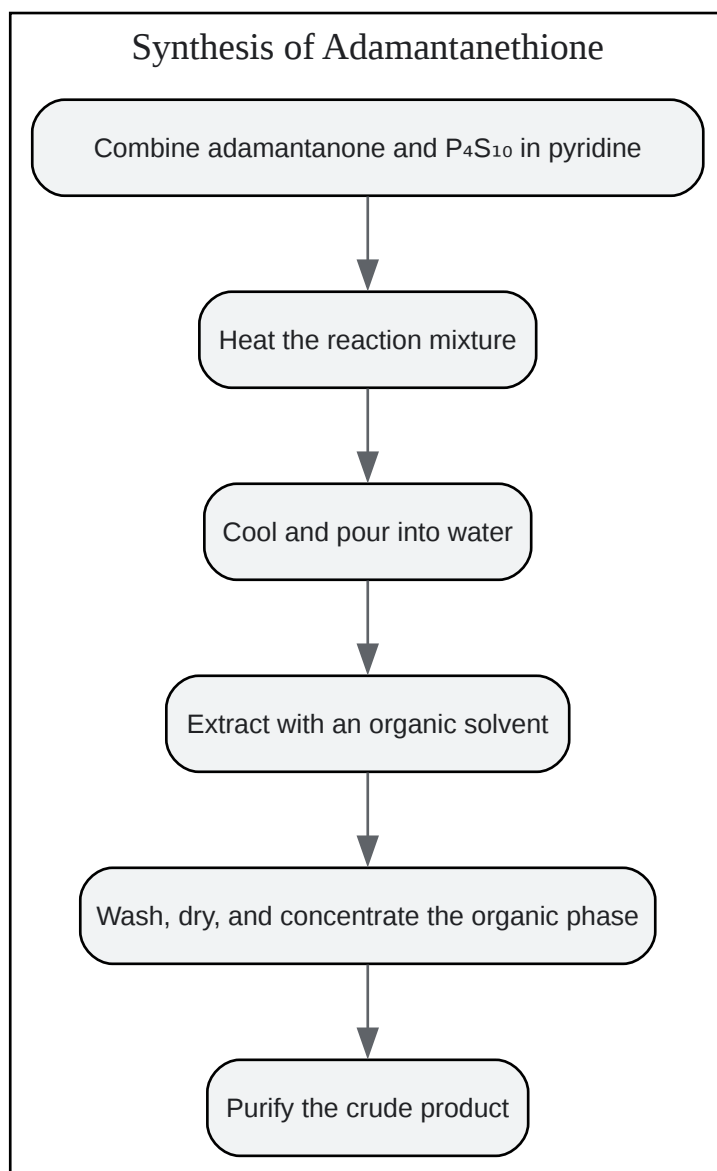 Synthesis of Adamantanethione
Combine adamantanone and P₄S₁₀ in pyridine
Heat the reaction mixture
Cool and pour into water
Extract with an organic solvent
Wash, dry, and concentrate the organic phase
Purify the crude product